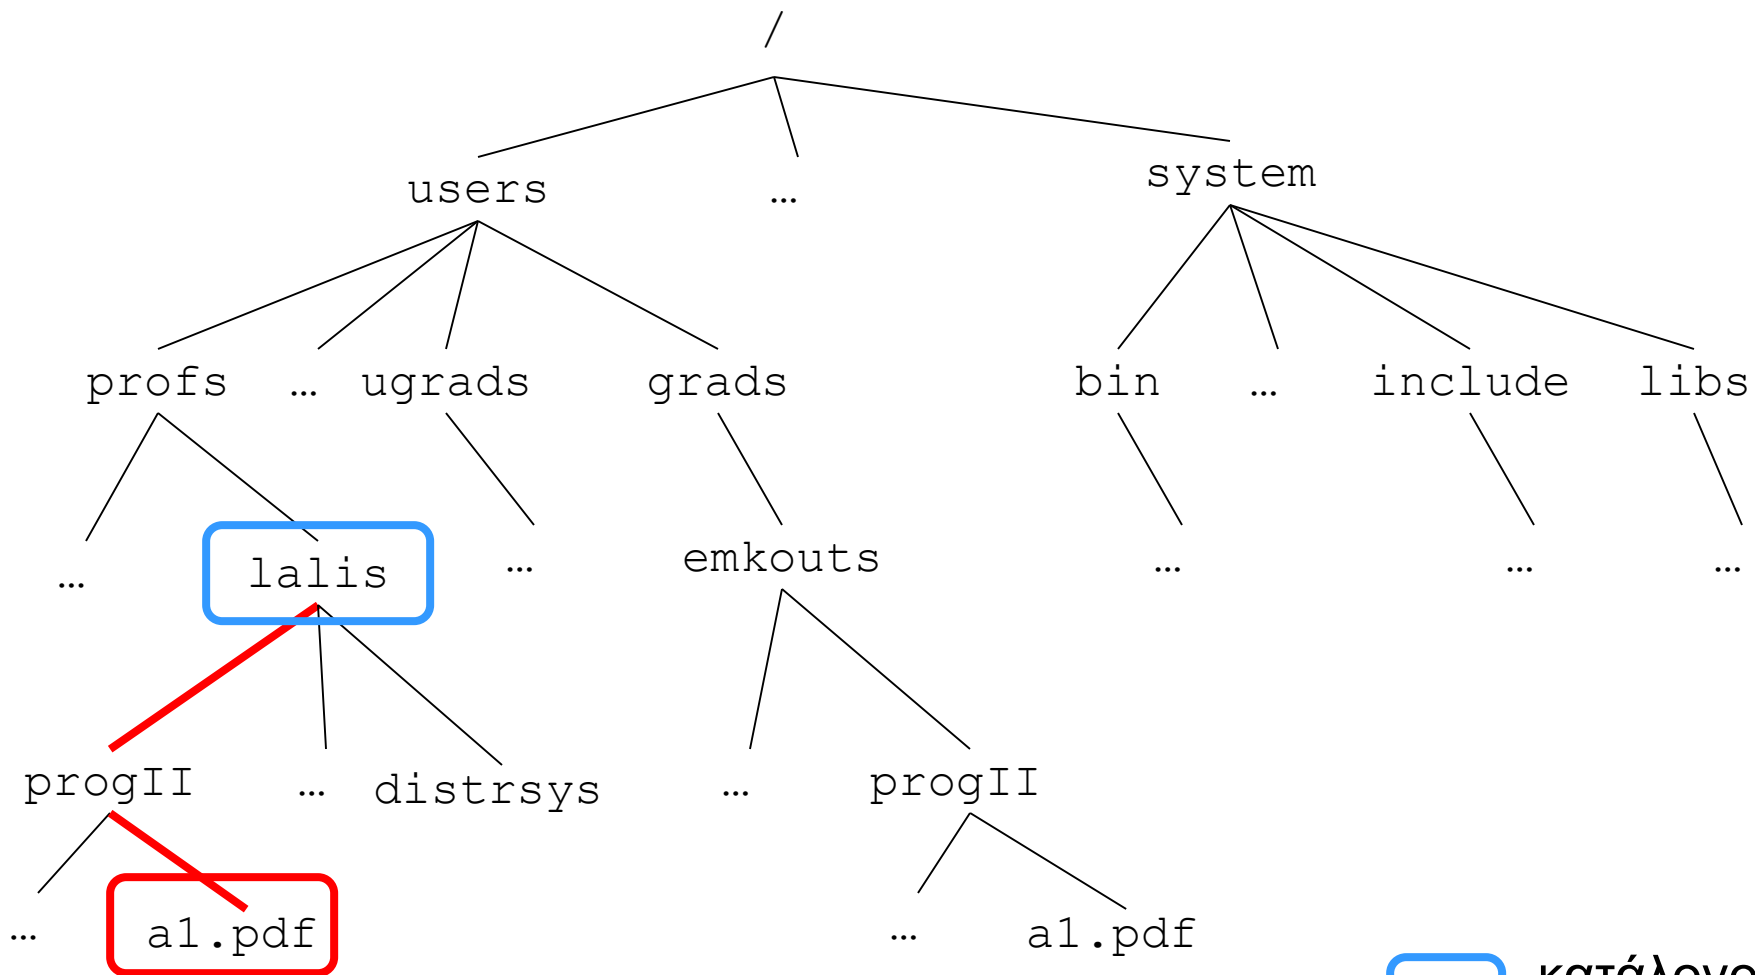 /
users … system
profs … ugrads grads bin … include libs
… lalis … emkouts … … …
progII … distrsys … progII
… a1.pdf … a1.pdf